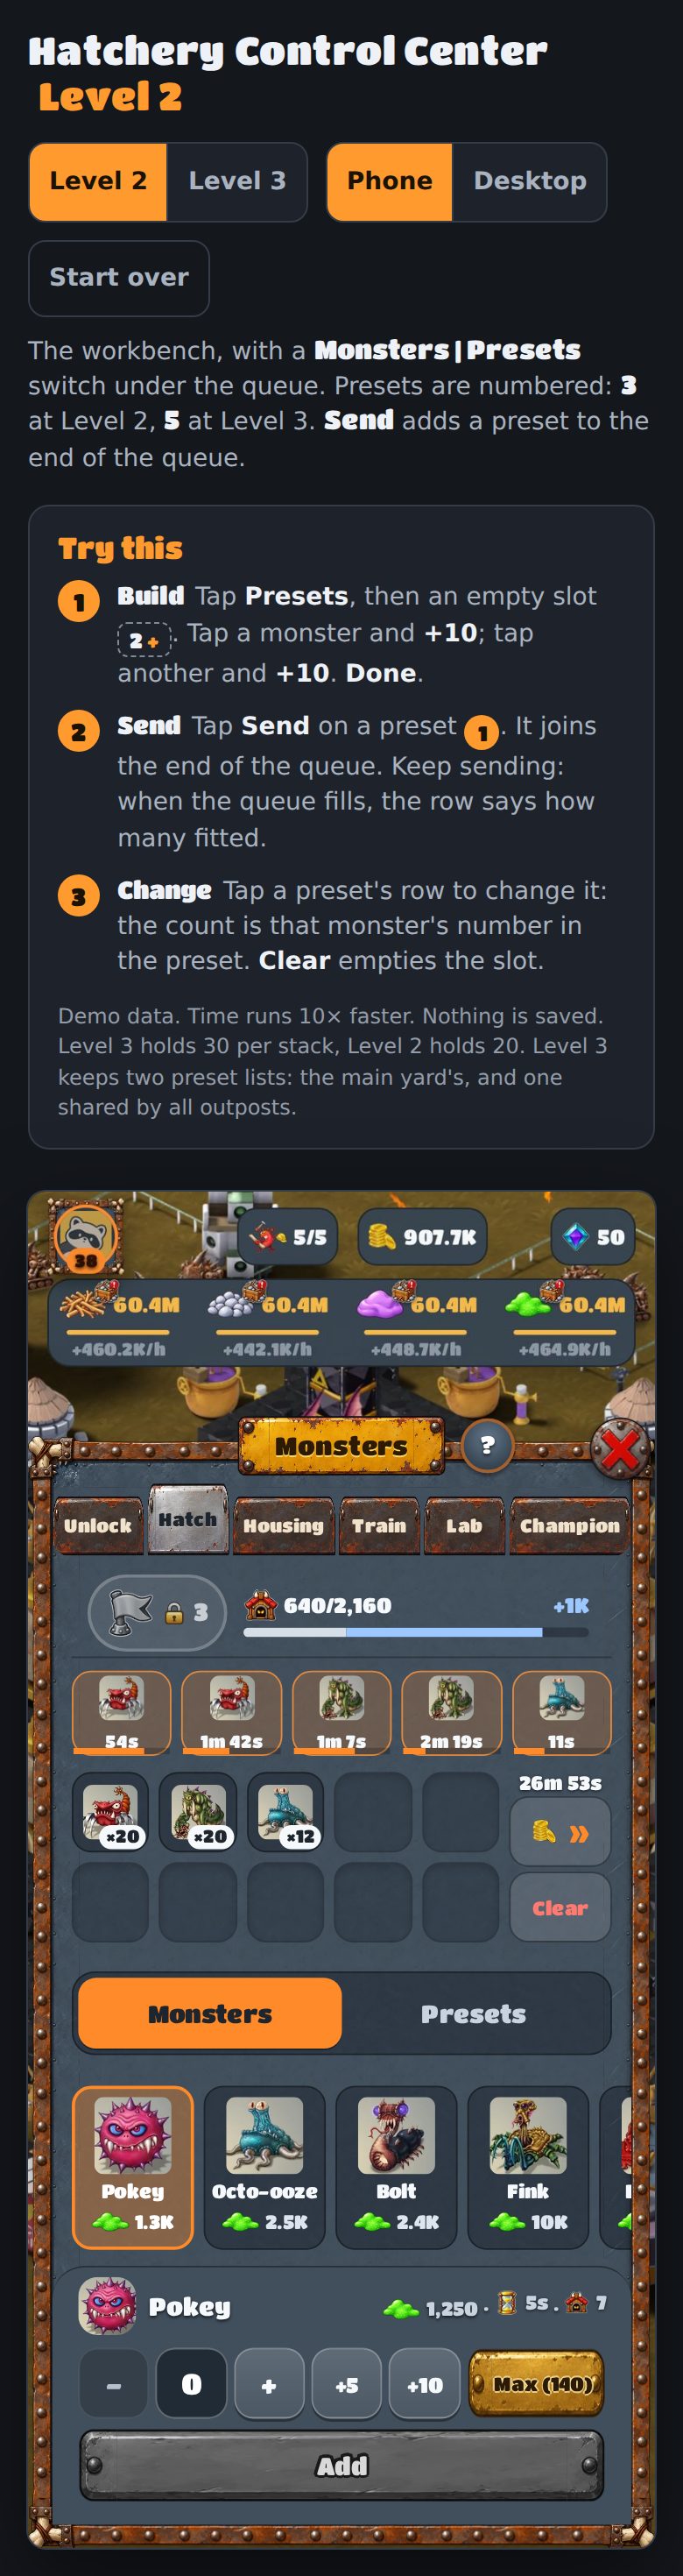 Hatchery Control Center
Level 2
Level 2
Level 3
Phone
Desktop
Start over
The workbench, with a Monsters|Presets
switch under the queue. Presets are numbered: 3
at Level 2, 5 at Level 3. Send adds a preset to the
end of the queue.
Try this
1 Build Tap Presets, then an empty slot
2 +. Tap a monster and +10; tap
another and +10. Done.
2 Send Tap Send on a preset 1. It joins
the end of the queue. Keep sending:
when the queue fills, the row says how
many fitted.
3 Change Tap a preset's row to change it:
the count is that monster's number in
the preset. Clear empties the slot.
Demo data. Time runs 10× faster. Nothing is saved.
Level 3 holds 30 per stack, Level 2 holds 20. Level 3
keeps two preset lists: the main yard's, and one
shared by all outposts.
38
5/5
907.7K
50
60.4M
60.4M
60.4M
60.4M
+460.2K/h
+442.1K/h
+448.7K/h
+464.9K/h
Monsters
?
Unlock
Hatch
Housing
Train
Lab
Champion
3
640/2,160
+1K
54s
1m 42s
1m 7s
2m 19s
11s
×20
×20
×12
26m 53s
Clear
Monsters
Presets
Pokey
Octo-ooze
Bolt
Fink
1.3K
2.5K
2.4K
10K
Pokey
1,250 · 5s · 7
−
0
+
+5
+10
Max (140)
Add